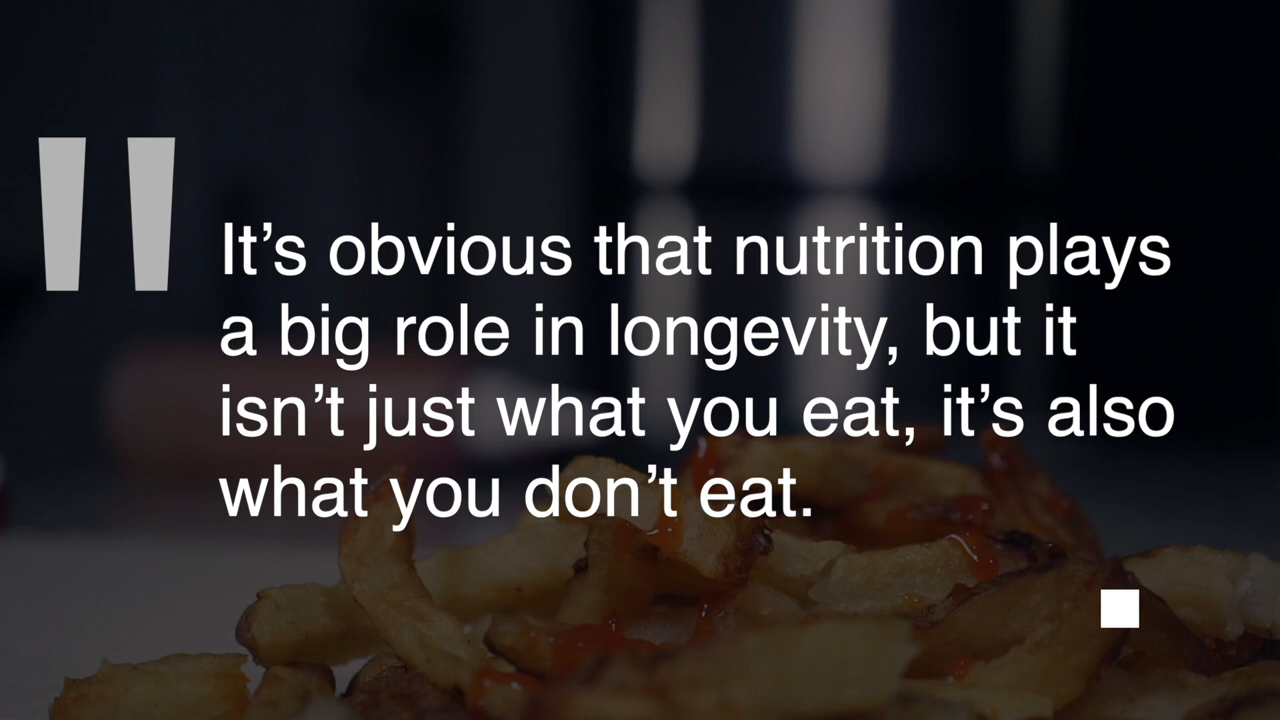 "
It’s obvious that nutrition plays
a big role in longevity, but it
isn’t just what you eat, it’s also
what you don’t eat.